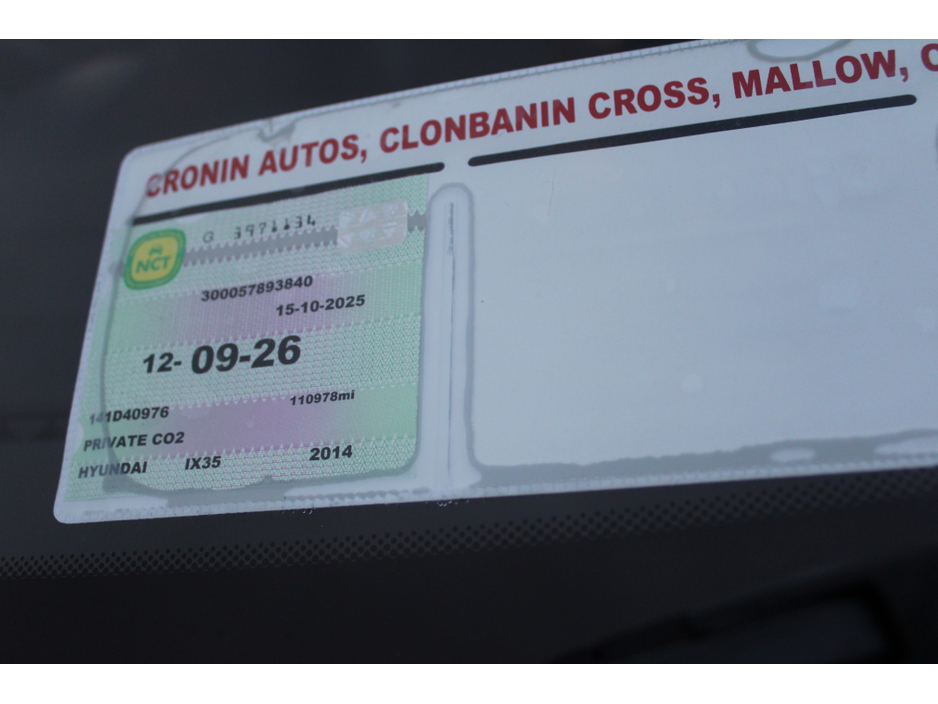 CRONIN AUTOS, CLONBANIN CROSS, MALLOW, C
G 3971134
NCT
300057893840
15-10-2025
12-09-26
141D40976 110978mi
PRIVATE CO2
HYUNDAI IX35 2014